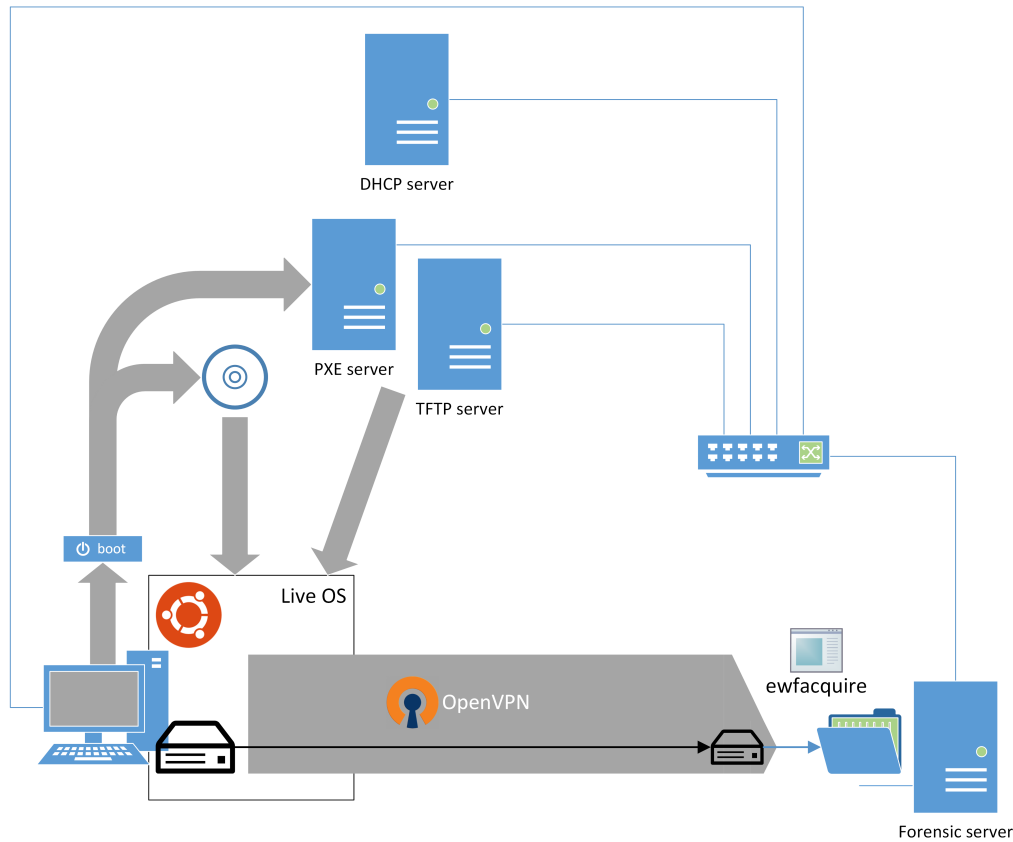 DHCP server
PXE server
TFTP server
boot
Live OS
OpenVPN
ewfacquire
Forensic server